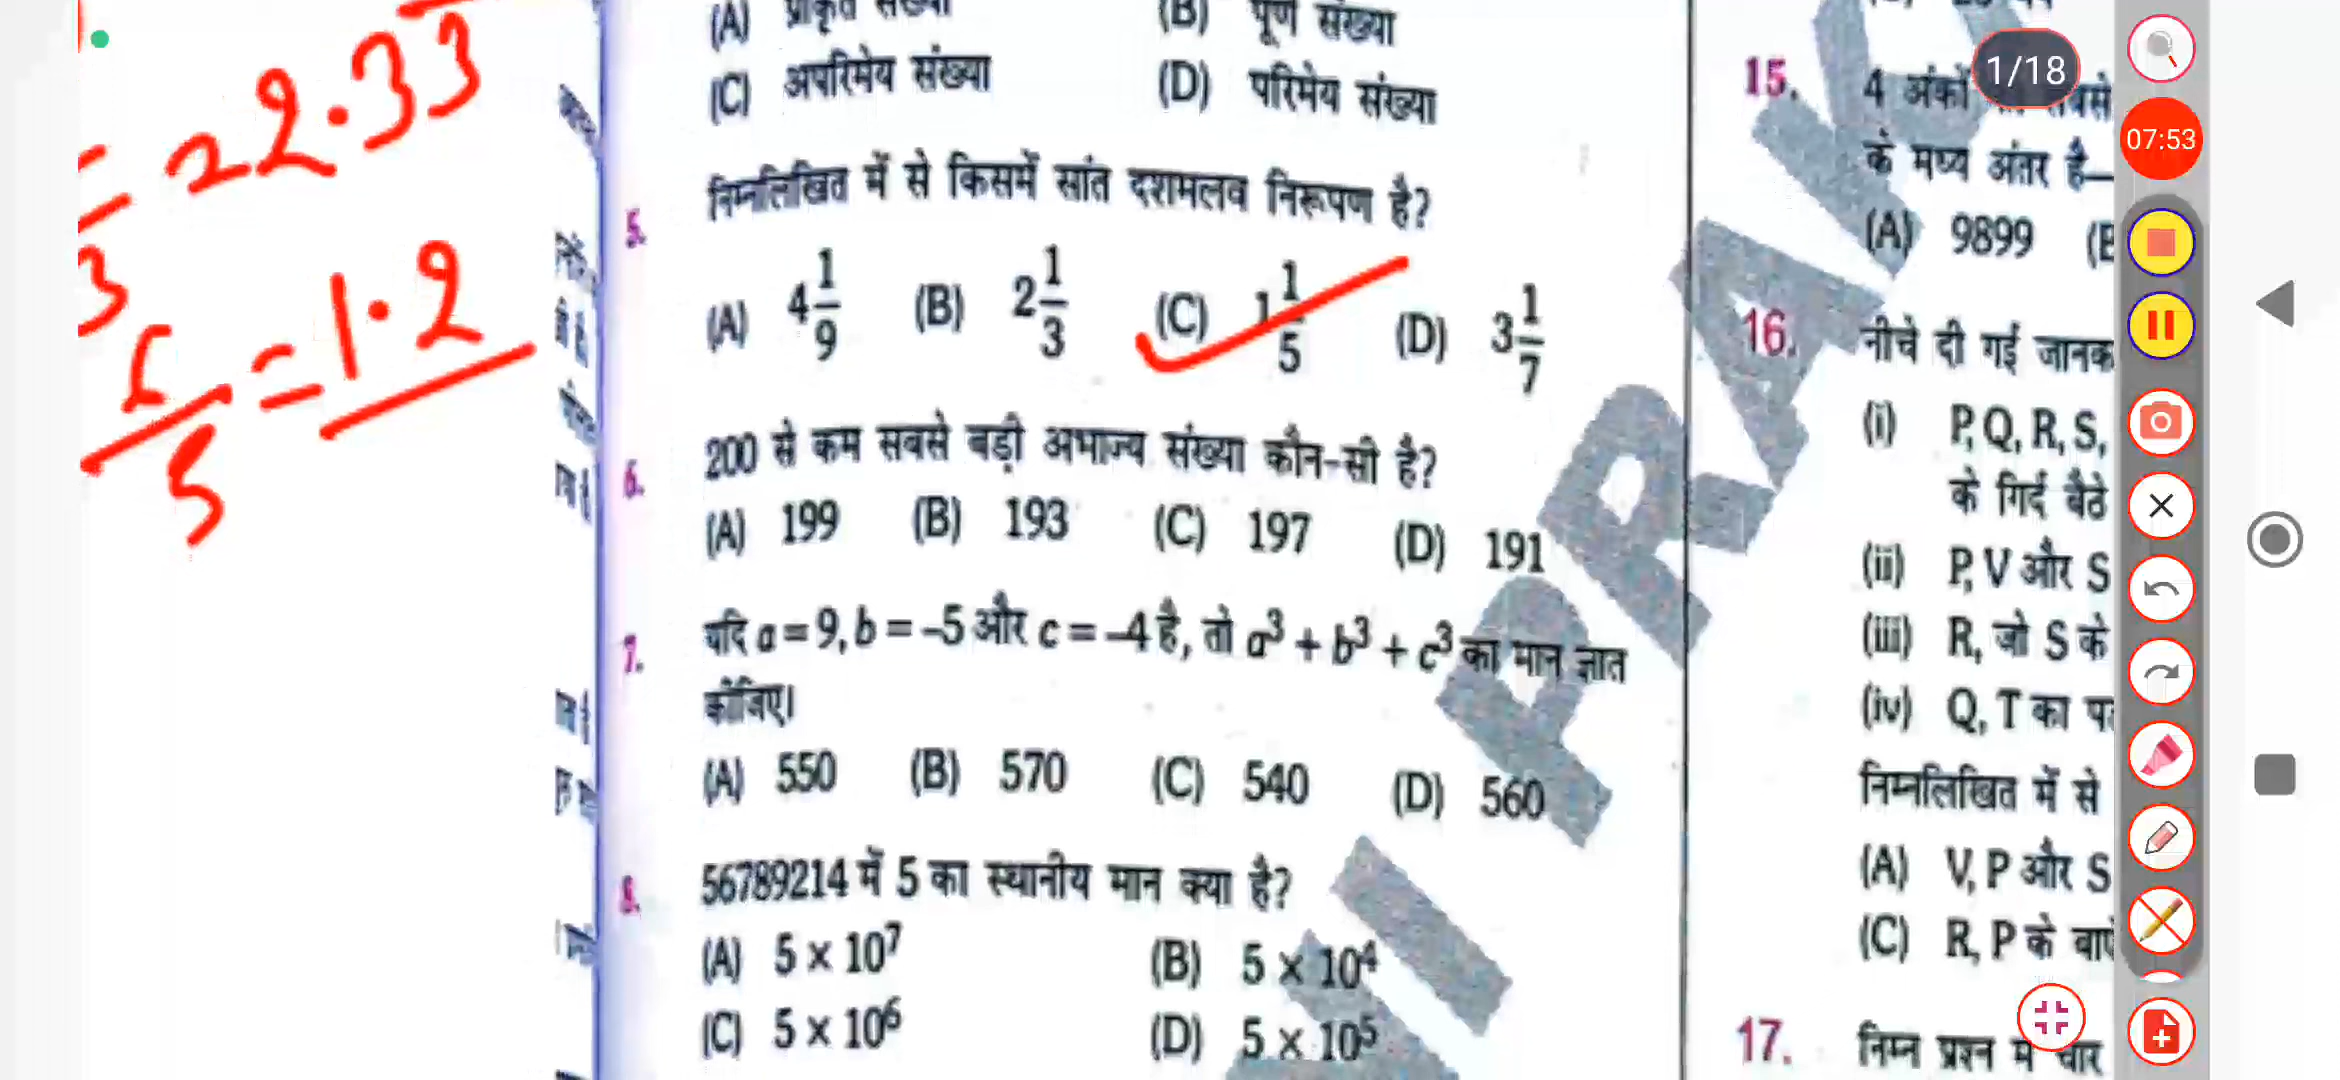 = 22.33
3
6/5 = 1.2
(A) प्राकृत संख्या (B) पूर्ण संख्या
(C) अपरिमेय संख्या (D) परिमेय संख्या
5. निम्नलिखित में से किसमें सांत दशमलव निरूपण है?
(A) 4 1/9 (B) 2 1/3 (C) 1 1/5 (D) 3 1/7
6. 200 से कम सबसे बड़ी अभाज्य संख्या कौन-सी है?
(A) 199 (B) 193 (C) 197 (D) 191
7. यदि a = 9, b = –5 और c = –4 है, तो a³ + b³ + c³ का मान ज्ञात
कीजिए।
(A) 550 (B) 570 (C) 540 (D) 560
8. 56789214 में 5 का स्थानीय मान क्या है?
(A) 5 × 10⁷ (B) 5 × 10⁴
(C) 5 × 10⁶ (D) 5 × 10⁵
15. 4 अंकों
के मध्य अंतर है–
(A) 9899
16. नीचे दी गई
(i) P, Q, R, S,
के गिर्द बैठे
(ii) P, V और S
(iii) R, जो S के
(iv) Q, T का
निम्नलिखित में से
(A) V, P और S
(C) R, P के
17. निम्न प्रश्न में चार
1/18
07:53